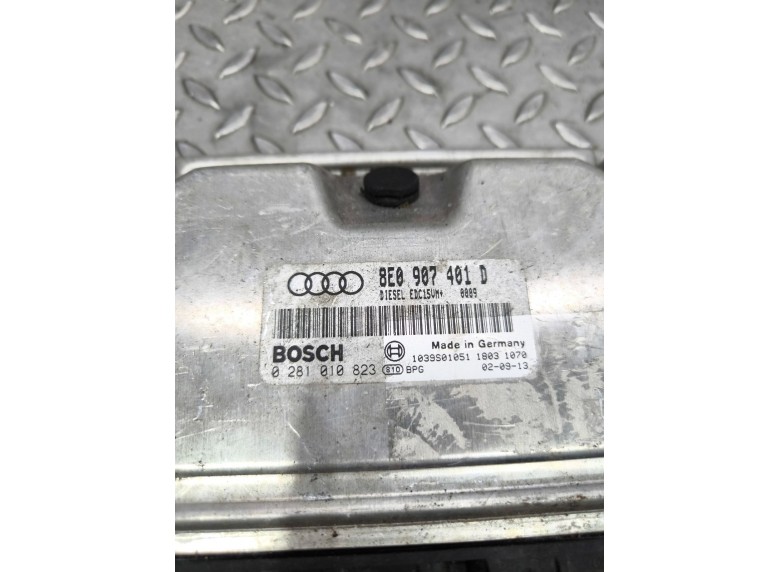 8E0 907 401 D
DIESEL EDC15VM+ 0009
BOSCH
Made in Germany
1039S01051 1803 1070
0 281 010 823 810 BPG 02-09-13